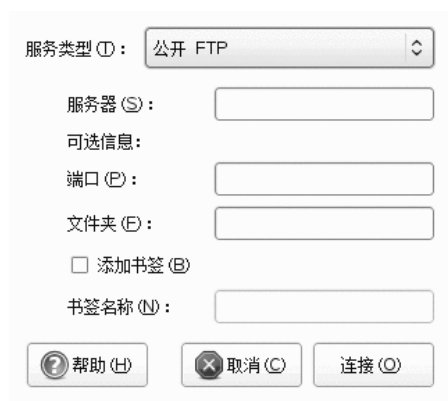 服务类型(T)： 公开 FTP
服务器(S)：
可选信息：
端口(P)：
文件夹(F)：
添加书签(B)
书签名称(N)：
帮助(H) 取消(C) 连接(O)